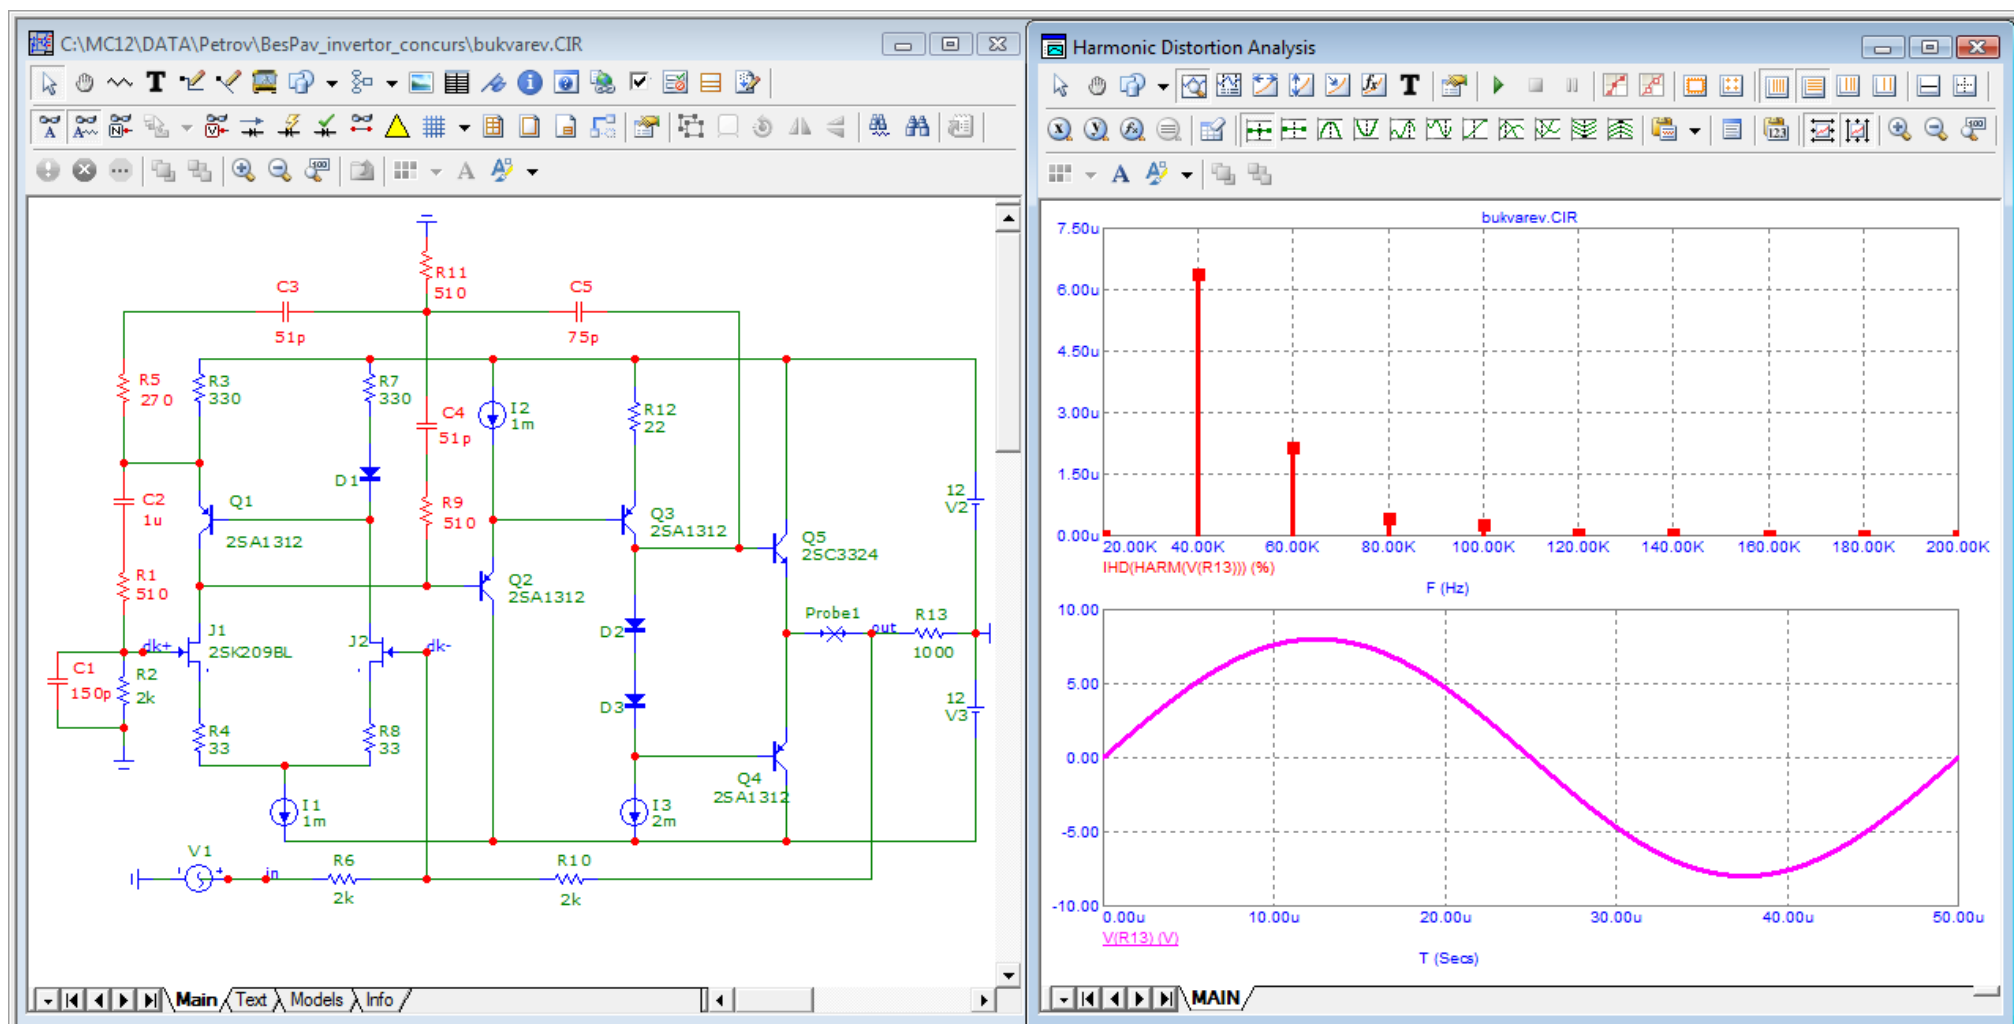 C:\MC12\DATA\Petrov\BesPav_invertor_concurs\bukvarev.CIR
R11
510
C3
51p
C5
75p
R5
270
R3
330
R7
330
C4
51p
I2
1m
R12
22
D1
C2
1u
Q1
2SA1312
R9
510
Q3
2SA1312
12
V2
Q5
2SC3324
R1
510
Q2
2SA1312
Probe1
out
R13
1000
dk+
J1
2SK209BL
J2
dk-
D2
C1
150p
R2
2k
D3
12
V3
R4
33
R8
33
Q4
2SA1312
I1
1m
I3
2m
V1
in
R6
2k
R10
2k
Main
Text
Models
Info
Harmonic Distortion Analysis
bukvarev.CIR
7.50u
6.00u
4.50u
3.00u
1.50u
0.00u
20.00K 40.00K 60.00K 80.00K 100.00K 120.00K 140.00K 160.00K 180.00K 200.00K
IHD(HARM(V(R13))) (%)
F (Hz)
10.00
5.00
0.00
-5.00
-10.00
0.00u 10.00u 20.00u 30.00u 40.00u 50.00u
V(R13) (V)
T (Secs)
MAIN